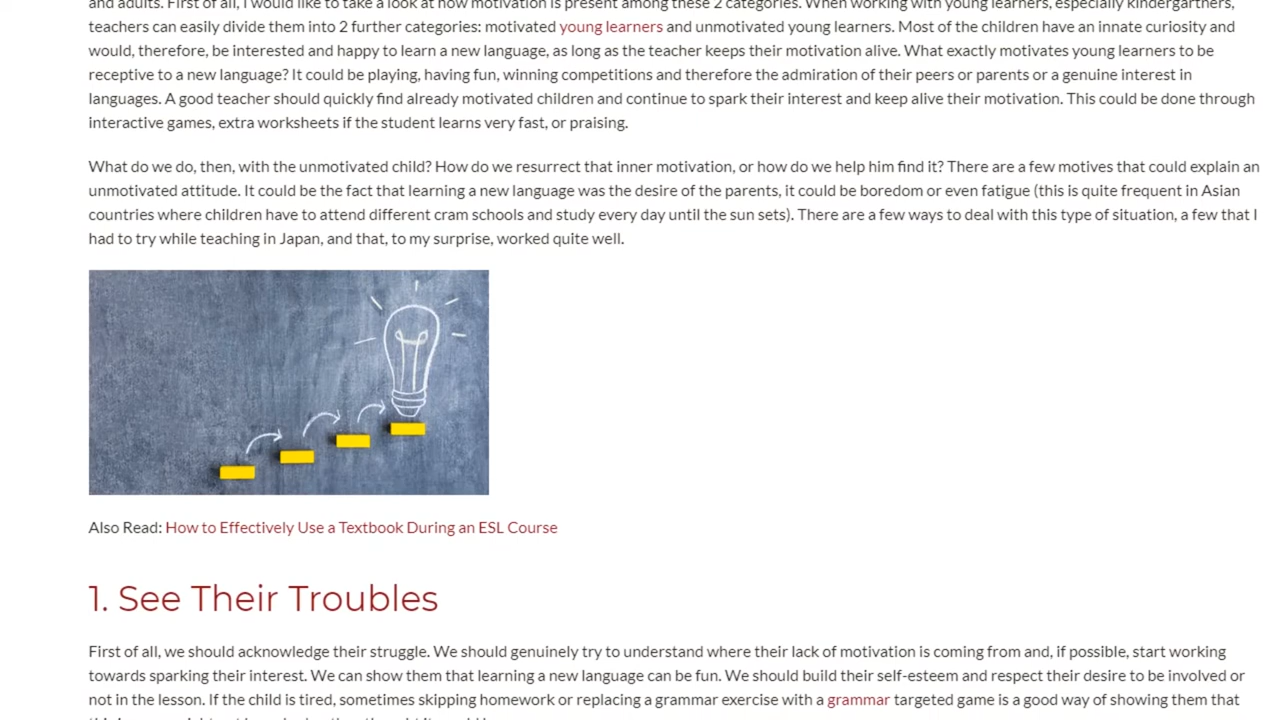 and adults. First of all, I would like to take a look at how motivation is present among these 2 categories. When working with young learners, especially kindergartners,
teachers can easily divide them into 2 further categories: motivated young learners and unmotivated young learners. Most of the children have an innate curiosity and
would, therefore, be interested and happy to learn a new language, as long as the teacher keeps their motivation alive. What exactly motivates young learners to be
receptive to a new language? It could be playing, having fun, winning competitions and therefore the admiration of their peers or parents or a genuine interest in
languages. A good teacher should quickly find already motivated children and continue to spark their interest and keep alive their motivation. This could be done through
interactive games, extra worksheets if the student learns very fast, or praising.
What do we do, then, with the unmotivated child? How do we resurrect that inner motivation, or how do we help him find it? There are a few motives that could explain an
unmotivated attitude. It could be the fact that learning a new language was the desire of the parents, it could be boredom or even fatigue (this is quite frequent in Asian
countries where children have to attend different cram schools and study every day until the sun sets). There are a few ways to deal with this type of situation, a few that I
had to try while teaching in Japan, and that, to my surprise, worked quite well.
Also Read: How to Effectively Use a Textbook During an ESL Course
1. See Their Troubles
First of all, we should acknowledge their struggle. We should genuinely try to understand where their lack of motivation is coming from and, if possible, start working
towards sparking their interest. We can show them that learning a new language can be fun. We should build their self-esteem and respect their desire to be involved or
not in the lesson. If the child is tired, sometimes skipping homework or replacing a grammar exercise with a grammar targeted game is a good way of showing them that